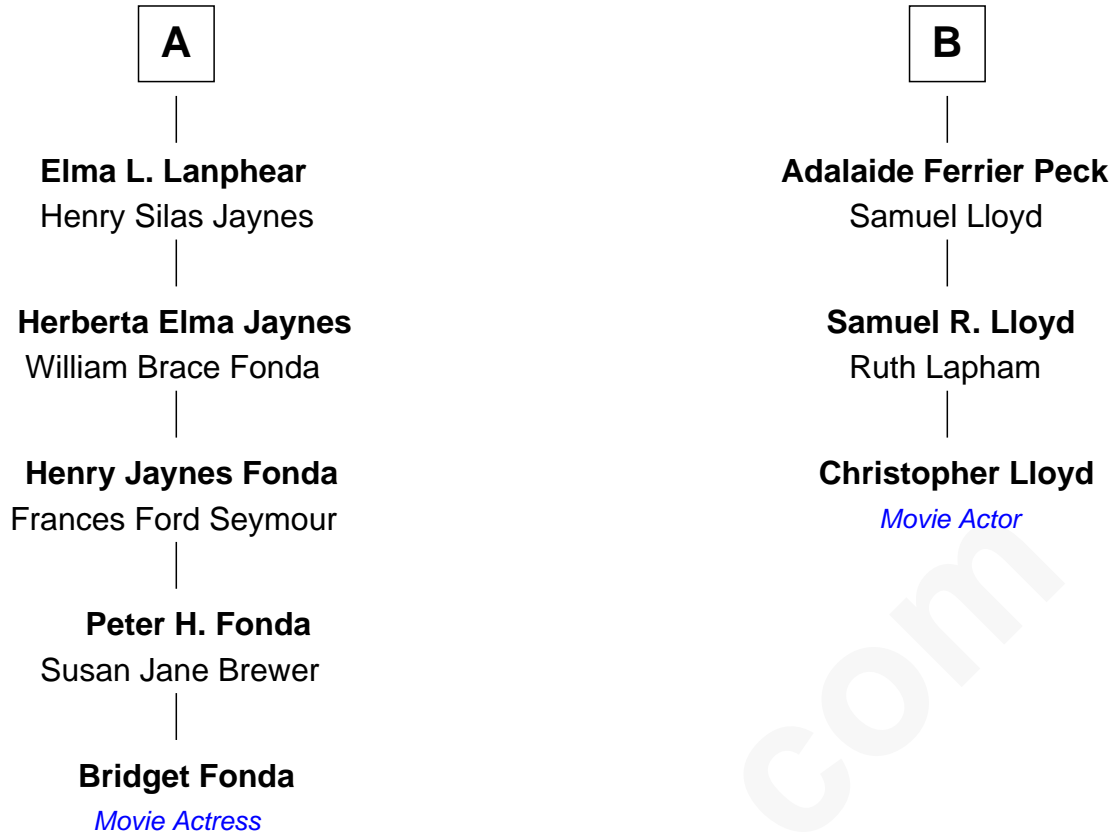 A
Elma L. Lanphear
Henry Silas Jaynes
Herberta Elma Jaynes
William Brace Fonda
Henry Jaynes Fonda
Frances Ford Seymour
Peter H. Fonda
Susan Jane Brewer
Bridget Fonda
Movie Actress
B
Adalaide Ferrier Peck
Samuel Lloyd
Samuel R. Lloyd
Ruth Lapham
Christopher Lloyd
Movie Actor
com